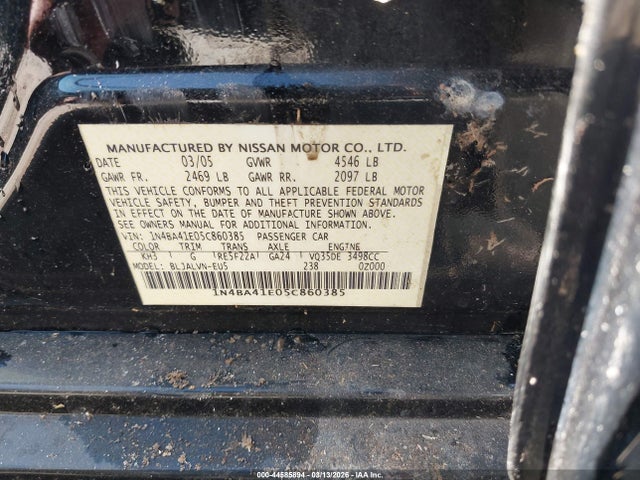 MANUFACTURED BY NISSAN MOTOR CO., LTD.
DATE 03/05 GVWR 4546 LB
GAWR FR. 2469 LB GAWR RR. 2097 LB
THIS VEHICLE CONFORMS TO ALL APPLICABLE FEDERAL MOTOR
VEHICLE SAFETY, BUMPER AND THEFT PREVENTION STANDARDS
IN EFFECT ON THE DATE OF MANUFACTURE SHOWN ABOVE.
SEE OWNERS MANUAL FOR ADDITIONAL INFORMATION.
VIN: 1N4BA41E05C860385 PASSENGER CAR
COLOR TRIM TRANS AXLE ENGINE
KH3 G RE5F22A GA24 VQ35DE 3498CC
MODEL: BLJALVN-EU5 238 0Z000
1N4BA41E05C860385
000-44585894 - 03/13/2026 - IAA Inc.